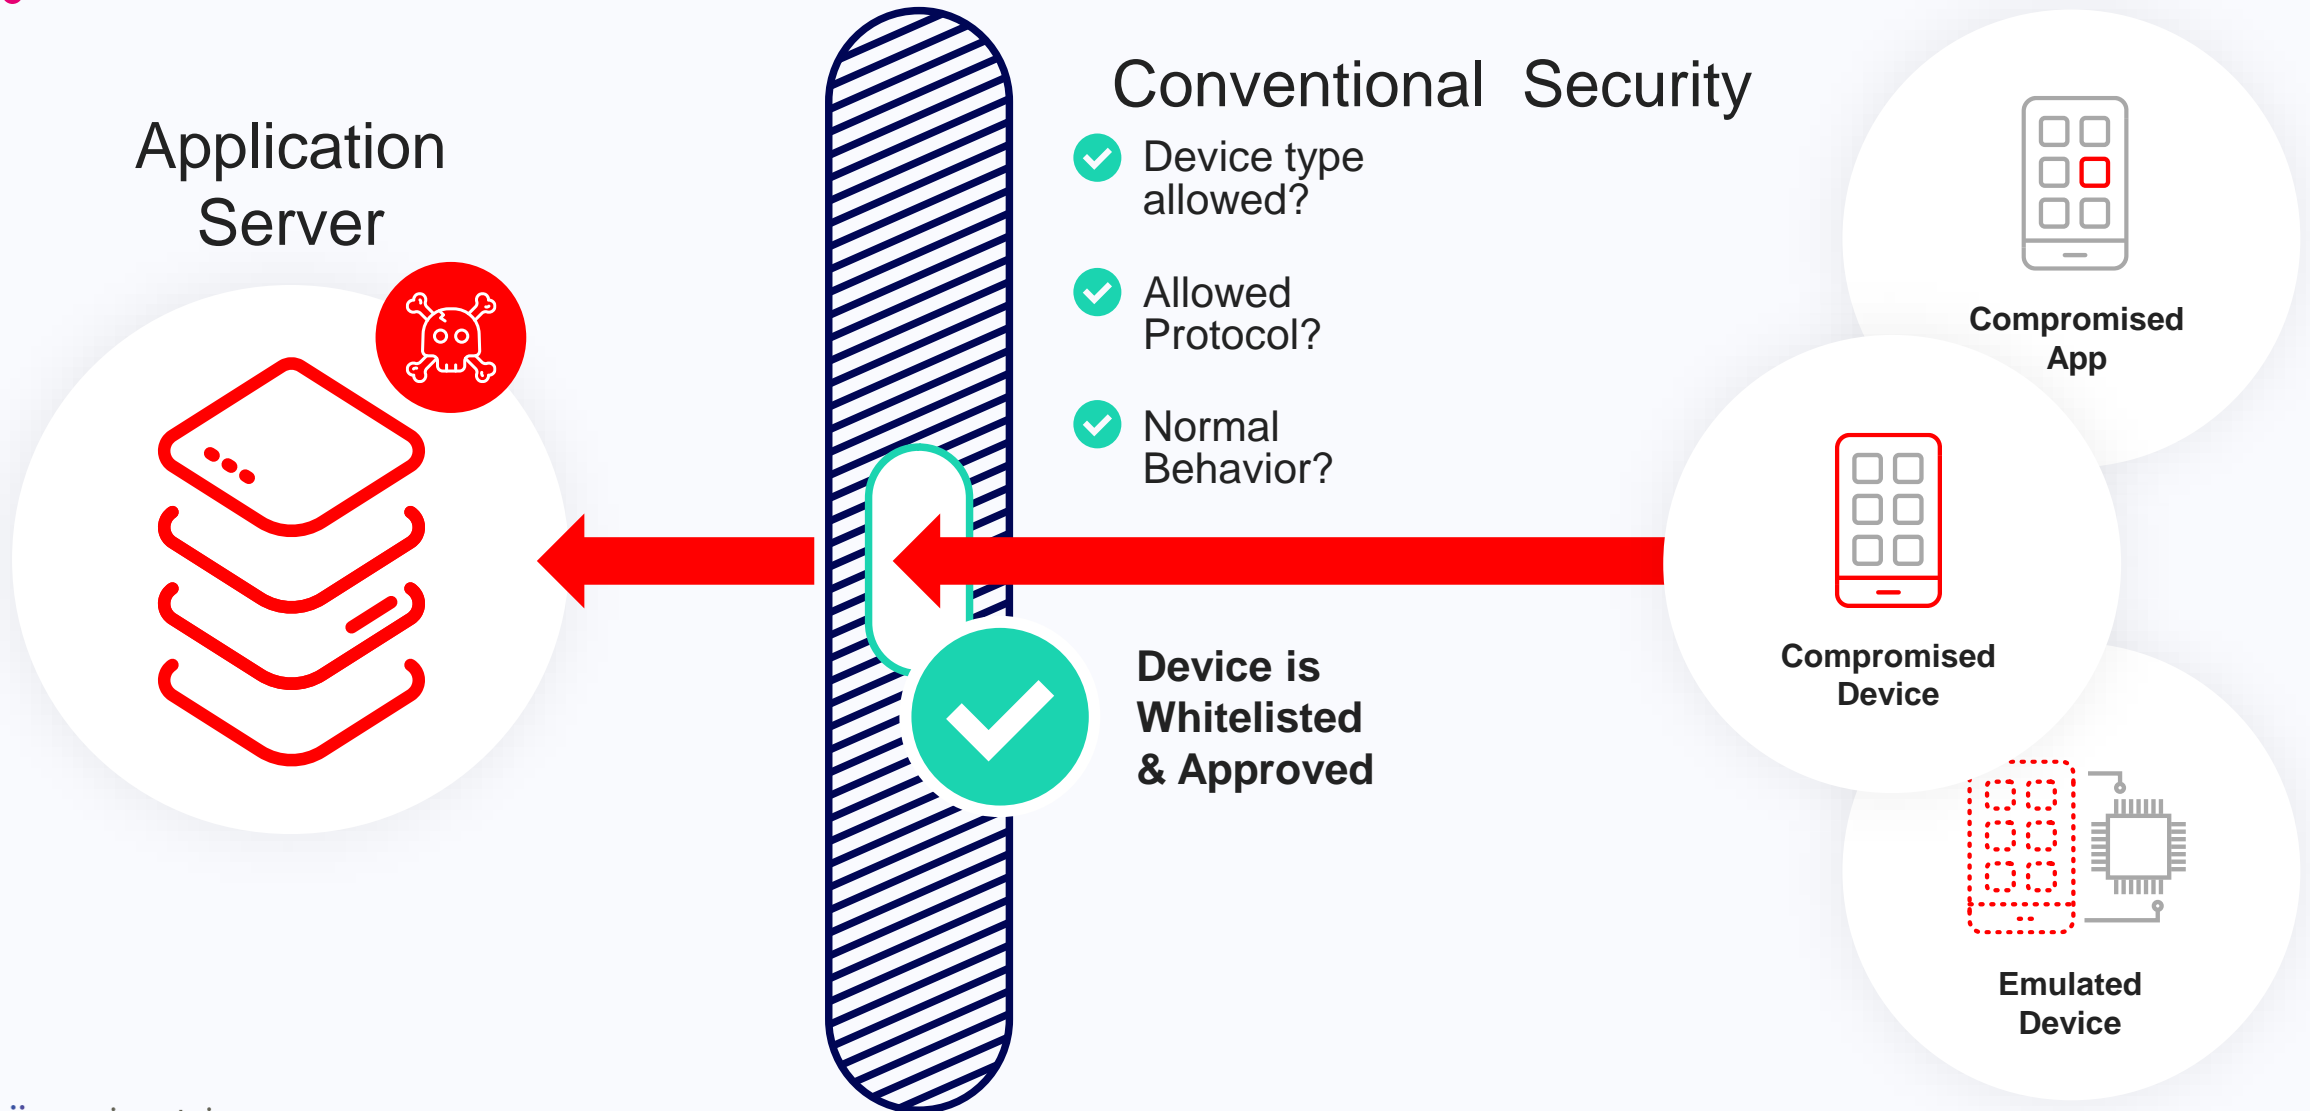 Application
Server
Conventional Security
Device type
allowed?
Allowed
Protocol?
Normal
Behavior?
Device is
Whitelisted
& Approved
Compromised
App
Compromised
Device
Emulated
Device